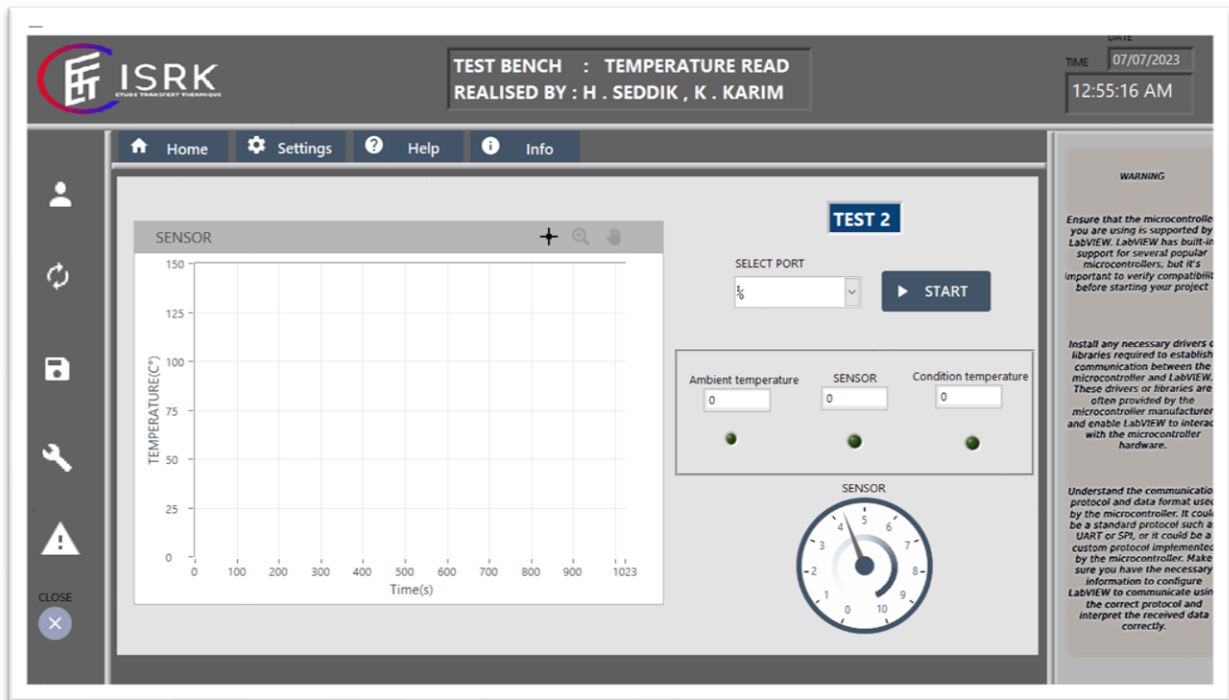 DATE
ISRK
ETUDE TRANSFERT THERMIQUE
TEST BENCH : TEMPERATURE READ
REALISED BY : H . SEDDIK , K . KARIM
TIME
07/07/2023
12:55:16 AM
Home
Settings
Help
Info
CLOSE
SENSOR
150
125
100
75
50
25
0
TEMPERATURE(C°)
0 100 200 300 400 500 600 700 800 900 1023
Time(s)
TEST 2
SELECT PORT
START
Ambient temperature
0
SENSOR
0
Condition temperature
0
SENSOR
0 1 2 3 4 5 6 7 8 9 10
WARNING
Ensure that the microcontrolle
you are using is supported by
LabVIEW. LabVIEW has built-in
support for several popular
microcontrollers, but it's
important to verify compatibilit
before starting your project
Install any necessary drivers o
libraries required to establish
communication between the
microcontroller and LabVIEW.
These drivers or libraries are
often provided by the
microcontroller manufacturer
and enable LabVIEW to interac
with the microcontroller
hardware.
Understand the communicatio
protocol and data format used
by the microcontroller. It could
be a standard protocol such a
UART or SPI, or it could be a
custom protocol implemented
by the microcontroller. Make
sure you have the necessary
information to configure
LabVIEW to communicate usin
the correct protocol and
interpret the received data
correctly.